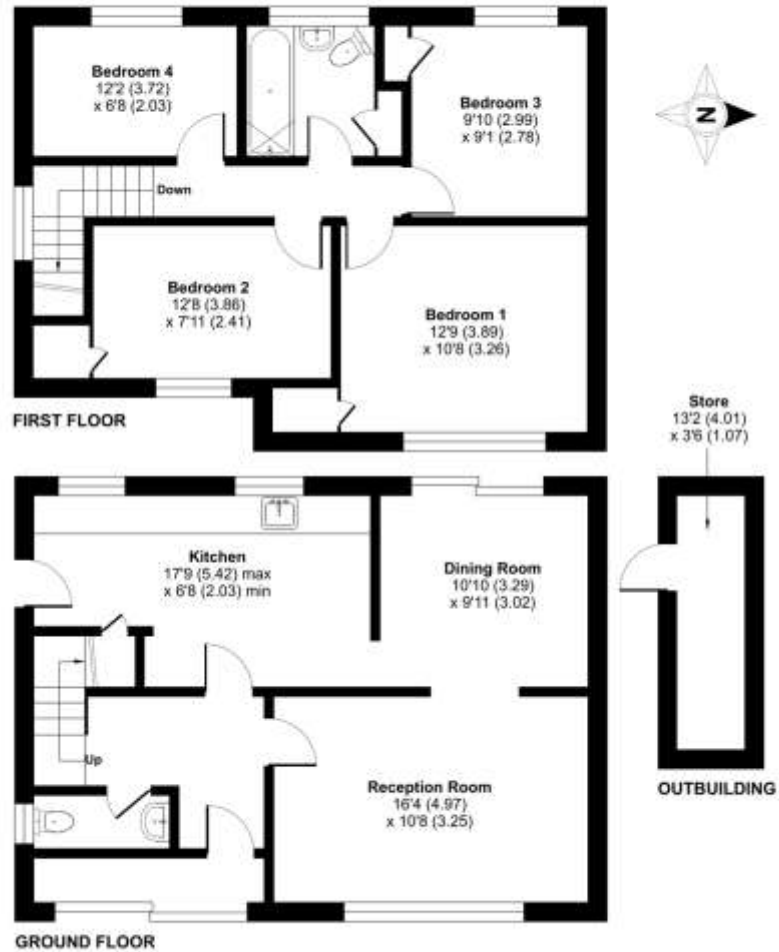 Bedroom 4
12'2 (3.72)
x 6'8 (2.03)
Bedroom 3
9'10 (2.99)
x 9'1 (2.78)
N
Down
Bedroom 2
12'8 (3.86)
x 7'11 (2.41)
Bedroom 1
12'9 (3.89)
x 10'8 (3.26)
FIRST FLOOR
Store
13'2 (4.01)
x 3'6 (1.07)
Kitchen
17'9 (5.42) max
x 6'8 (2.03) min
Dining Room
10'10 (3.29)
x 9'11 (3.02)
Up
Reception Room
16'4 (4.97)
x 10'8 (3.25)
OUTBUILDING
GROUND FLOOR